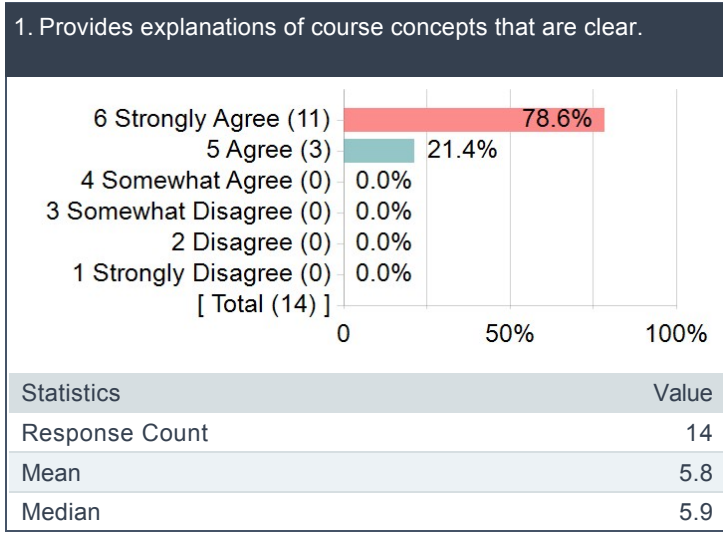 1. Provides explanations of course concepts that are clear.
6 Strongly Agree (11) 78.6%
5 Agree (3) 21.4%
4 Somewhat Agree (0) 0.0%
3 Somewhat Disagree (0) 0.0%
2 Disagree (0) 0.0%
1 Strongly Disagree (0) 0.0%
[ Total (14) ]
0 50% 100%
Statistics Value
Response Count 14
Mean 5.8
Median 5.9